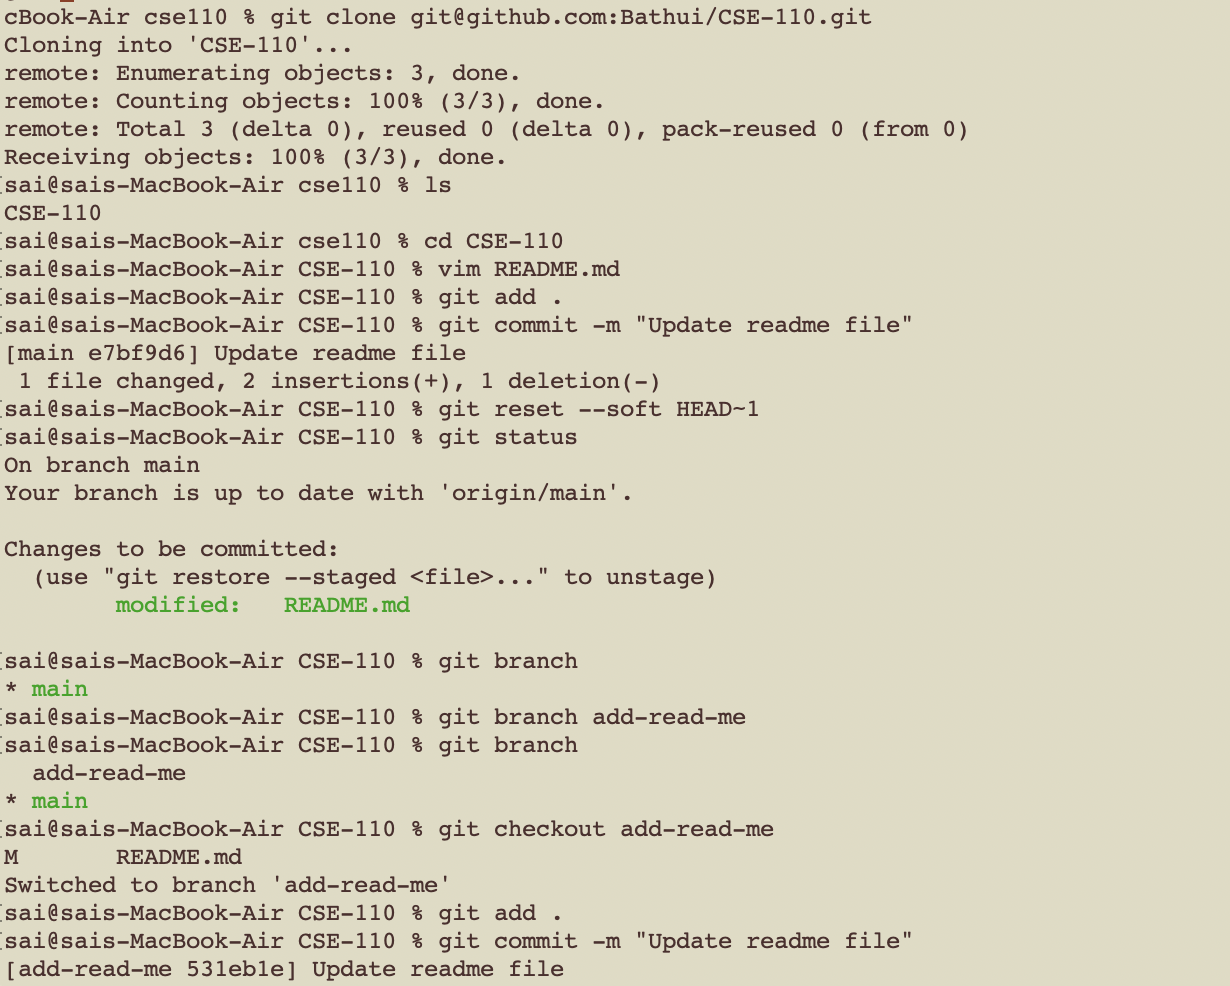 cBook-Air cse110 % git clone git@github.com:Bathui/CSE-110.git
Cloning into 'CSE-110'...
remote: Enumerating objects: 3, done.
remote: Counting objects: 100% (3/3), done.
remote: Total 3 (delta 0), reused 0 (delta 0), pack-reused 0 (from 0)
Receiving objects: 100% (3/3), done.
[sai@sais-MacBook-Air cse110 % ls
CSE-110
[sai@sais-MacBook-Air cse110 % cd CSE-110
[sai@sais-MacBook-Air CSE-110 % vim README.md
[sai@sais-MacBook-Air CSE-110 % git add .
[sai@sais-MacBook-Air CSE-110 % git commit -m "Update readme file"
[main e7bf9d6] Update readme file
 1 file changed, 2 insertions(+), 1 deletion(-)
[sai@sais-MacBook-Air CSE-110 % git reset --soft HEAD~1
[sai@sais-MacBook-Air CSE-110 % git status
On branch main
Your branch is up to date with 'origin/main'.

Changes to be committed:
  (use "git restore --staged <file>..." to unstage)
        modified:   README.md

[sai@sais-MacBook-Air CSE-110 % git branch
* main
[sai@sais-MacBook-Air CSE-110 % git branch add-read-me
[sai@sais-MacBook-Air CSE-110 % git branch
  add-read-me
* main
[sai@sais-MacBook-Air CSE-110 % git checkout add-read-me
M       README.md
Switched to branch 'add-read-me'
[sai@sais-MacBook-Air CSE-110 % git add .
[sai@sais-MacBook-Air CSE-110 % git commit -m "Update readme file"
[add-read-me 531eb1e] Update readme file